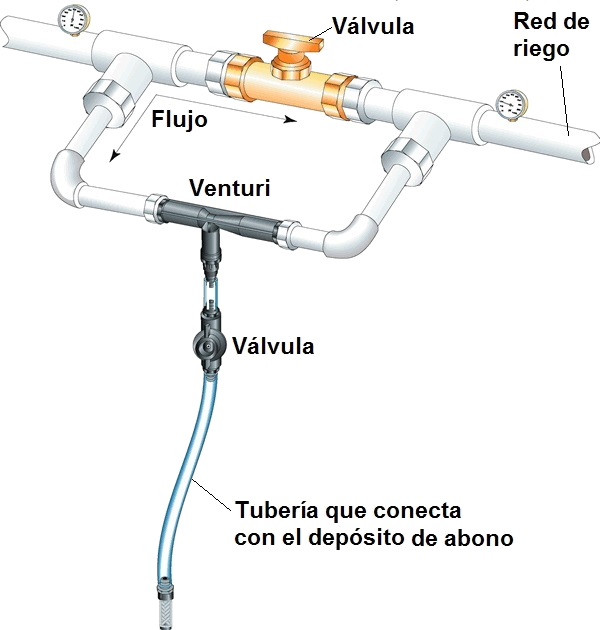 Válvula
Red de
riego
Flujo
Venturi
Válvula
Tubería que conecta
con el depósito de abono